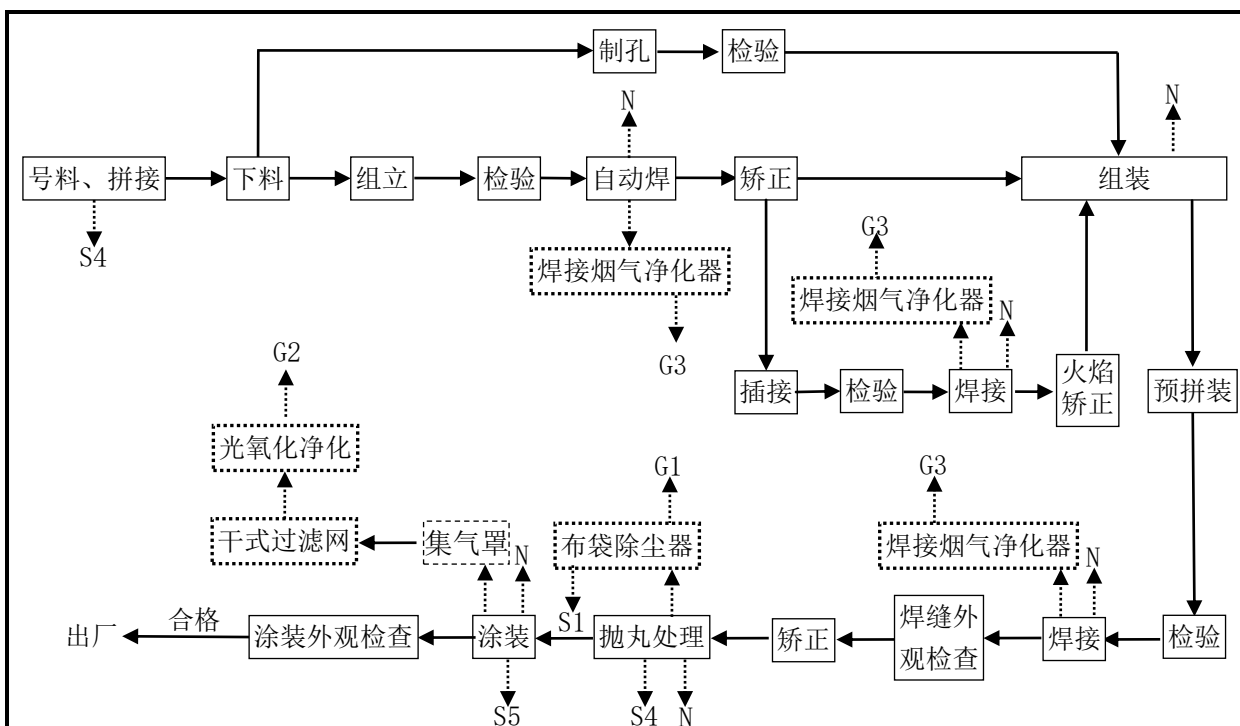 制孔
检验
N
N
号料、拼接
下料
组立
检验
自动焊
矫正
组装
S4
焊接烟气净化器
G3
G3
焊接烟气净化器
N
插接
检验
焊接
火焰
矫正
预拼装
G2
光氧化净化
干式过滤网
集气罩
N
G1
布袋除尘器
S1
G3
焊接烟气净化器
N
出厂
合格
涂装外观检查
涂装
抛丸处理
矫正
焊缝外
观检查
焊接
检验
S5
S4
N